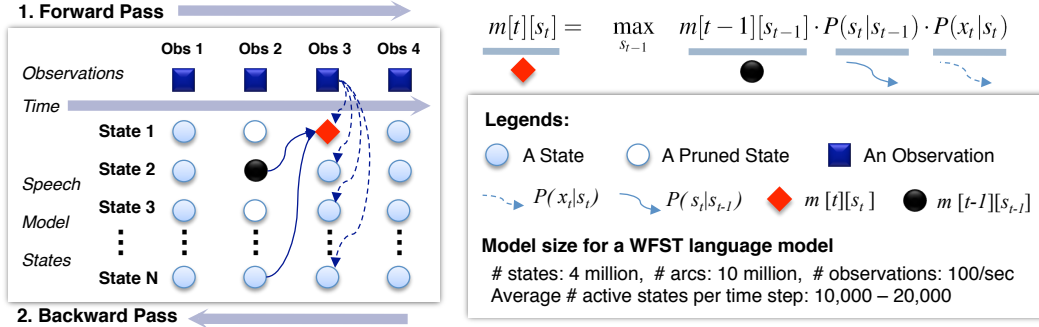 1. Forward Pass
Obs 1 Obs 2 Obs 3 Obs 4
Observations
Time
State 1
State 2
Speech
State 3
Model
States
State N
2. Backward Pass
m[t][s_t] = max_{s_{t-1}} m[t−1][s_{t−1}] · P(s_t|s_{t−1}) · P(x_t|s_t)
Legends:
A State A Pruned State An Observation
P( x_t|s_t) P( s_t|s_{t-1}) m [t][s_t ] m [t-1][s_{t-1}]
Model size for a WFST language model
# states: 4 million, # arcs: 10 million, # observations: 100/sec
Average # active states per time step: 10,000 – 20,000